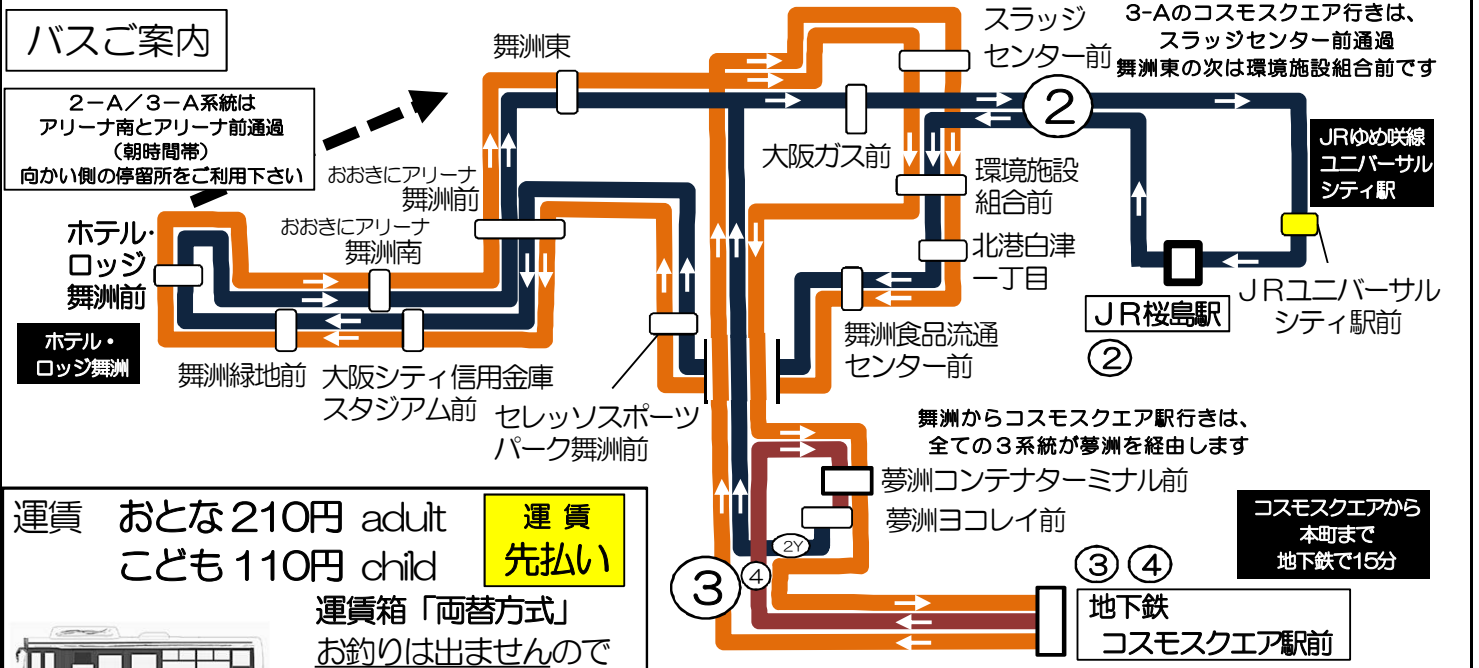 バスご案内
2-A/3-A系統は
アリーナ南とアリーナ前通過
(朝時間帯)
向かい側の停留所をご利用下さい
舞洲東
スラッジ
センター前
3-Aのコスモスクエア行きは、
スラッジセンター前通過
舞洲東の次は環境施設組合前です
②
大阪ガス前
環境施設
組合前
JRゆめ咲線
ユニバーサル
シティ駅
おおきにアリーナ
舞洲前
おおきにアリーナ
舞洲南
ホテル・
ロッジ
舞洲前
ホテル・
ロッジ舞洲
北港白津
一丁目
JR桜島駅
②
JRユニバーサル
シティ駅前
舞洲緑地前
大阪シティ信用金庫
スタジアム前
セレッソスポーツ
パーク舞洲前
舞洲食品流通
センター前
舞洲からコスモスクエア駅行きは、
全ての3系統が夢洲を経由します
夢洲コンテナターミナル前
夢洲ヨコレイ前
2Y
③
④
コスモスクエアから
本町まで
地下鉄で15分
③ ④
地下鉄
コスモスクエア駅前
運賃 おとな210円 adult
こども110円 child
運賃
先払い
運賃箱「両替方式」
お釣りは出ませんので